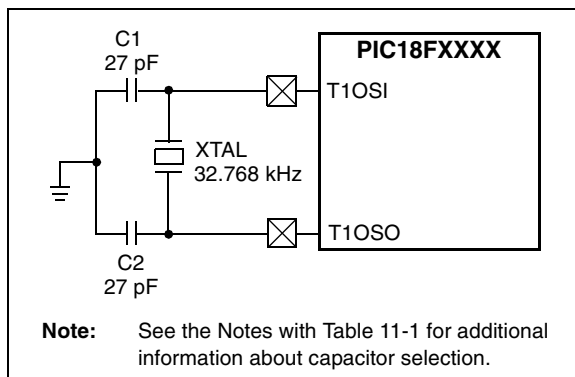 C1
27 pF
PIC18FXXXX
T1OSI
XTAL
32.768 kHz
T1OSO
C2
27 pF
Note: See the Notes with Table 11-1 for additional
information about capacitor selection.